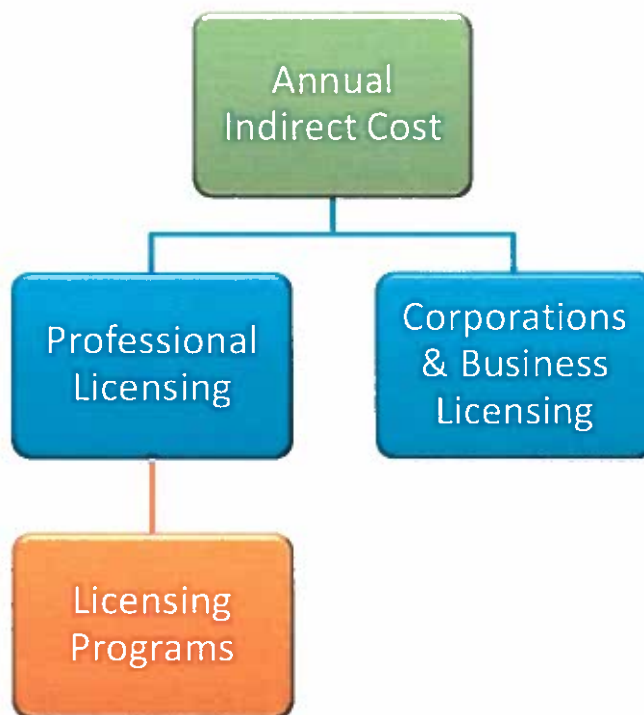 Annual
Indirect Cost
Professional
Licensing
Corporations
& Business
Licensing
Licensing
Programs